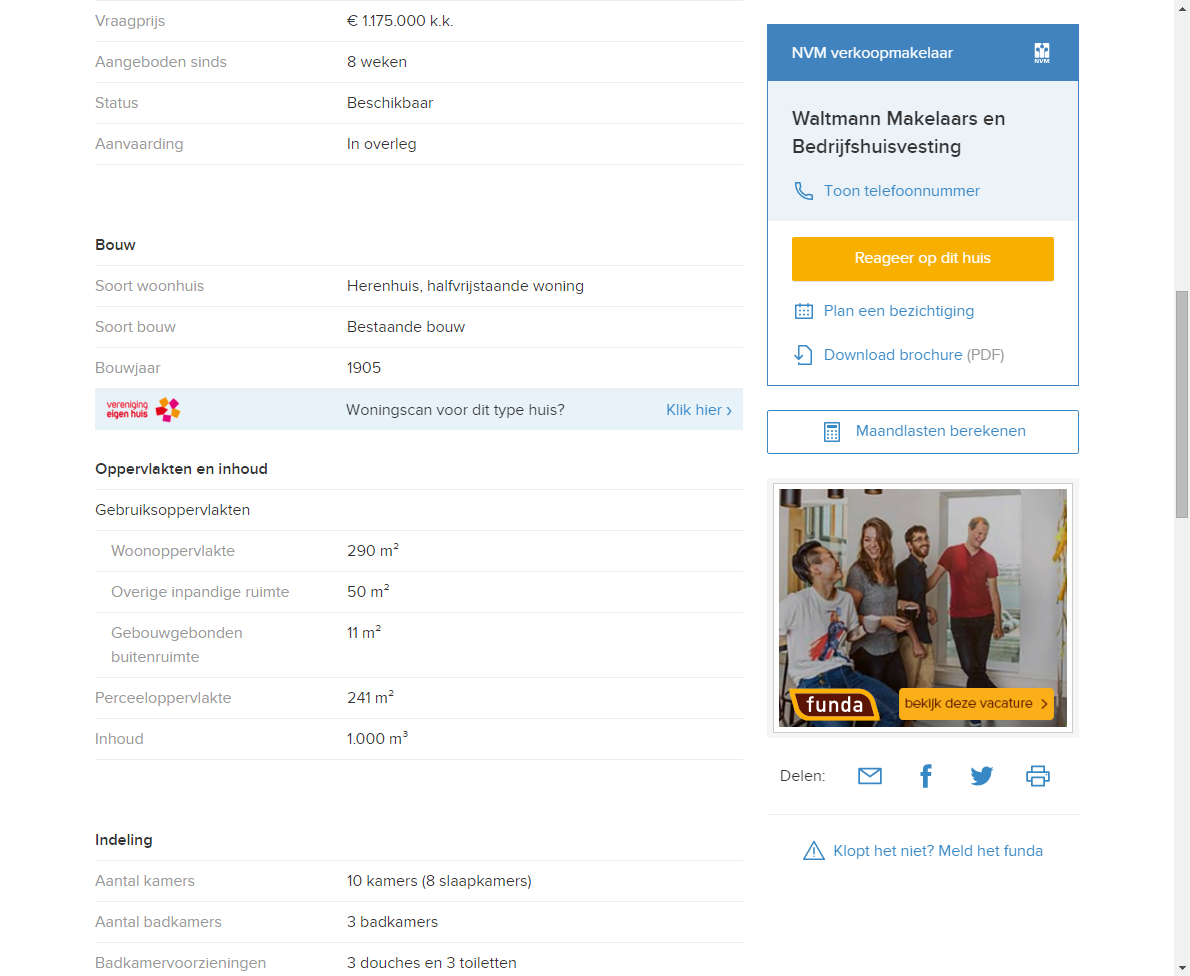 Vraagprijs € 1.175.000 k.k.
Aangeboden sinds 8 weken
Status Beschikbaar
Aanvaarding In overleg
Bouw
Soort woonhuis Herenhuis, halfvrijstaande woning
Soort bouw Bestaande bouw
Bouwjaar 1905
vereniging
eigen huis
Woningscan voor dit type huis? Klik hier ›
Oppervlakten en inhoud
Gebruiksoppervlakten
Woonoppervlakte 290 m²
Overige inpandige ruimte 50 m²
Gebouwgebonden 11 m²
buitenruimte
Perceeloppervlakte 241 m²
Inhoud 1.000 m³
Indeling
Aantal kamers 10 kamers (8 slaapkamers)
Aantal badkamers 3 badkamers
Badkamervoorzieningen 3 douches en 3 toiletten
NVM verkoopmakelaar
NVM
Waltmann Makelaars en
Bedrijfshuisvesting
Toon telefoonnummer
Reageer op dit huis
Plan een bezichtiging
Download brochure (PDF)
Maandlasten berekenen
funda
bekijk deze vacature
Delen:
Klopt het niet? Meld het funda